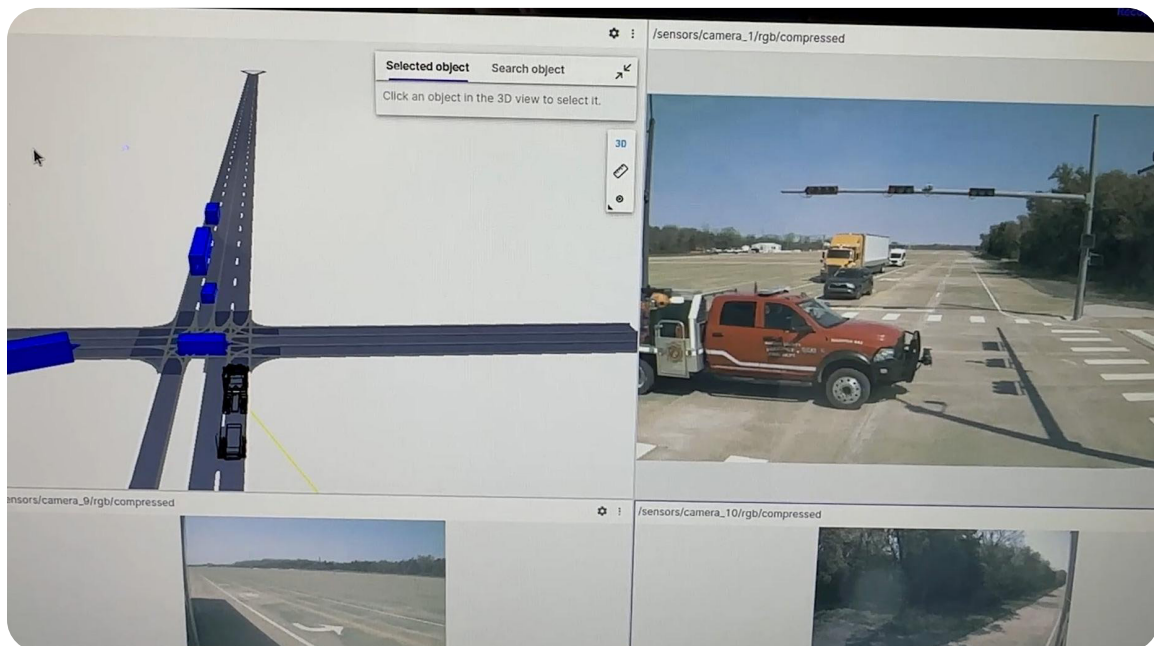 /sensors/camera_1/rgb/compressed
Selected object
Search object
Click an object in the 3D view to select it.
3D
ensors/camera_9/rgb/compressed
/sensors/camera_10/rgb/compressed